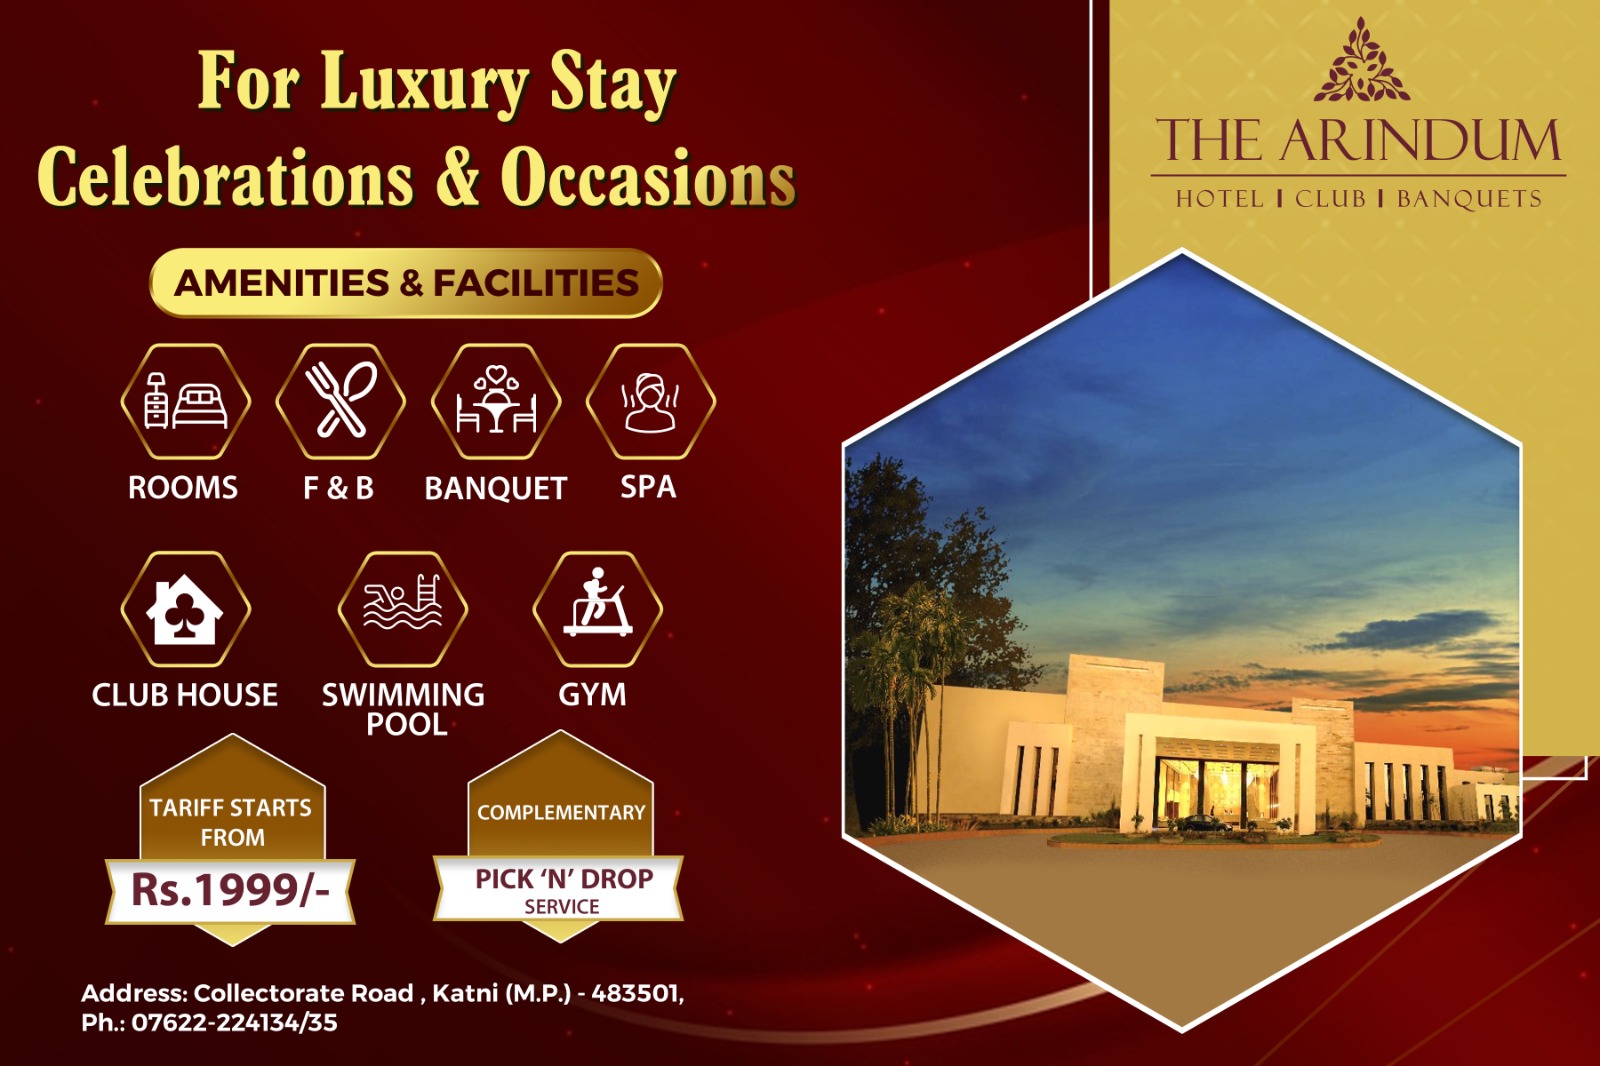 For Luxury Stay
Celebrations & Occasions
THE ARINDUM
HOTEL | CLUB | BANQUETS
AMENITIES & FACILITIES
ROOMS
F & B
BANQUET
SPA
CLUB HOUSE
SWIMMING
POOL
GYM
TARIFF STARTS
FROM
Rs.1999/-
COMPLEMENTARY
PICK ‘N’ DROP
SERVICE
Address: Collectorate Road , Katni (M.P.) - 483501,
Ph.: 07622-224134/35